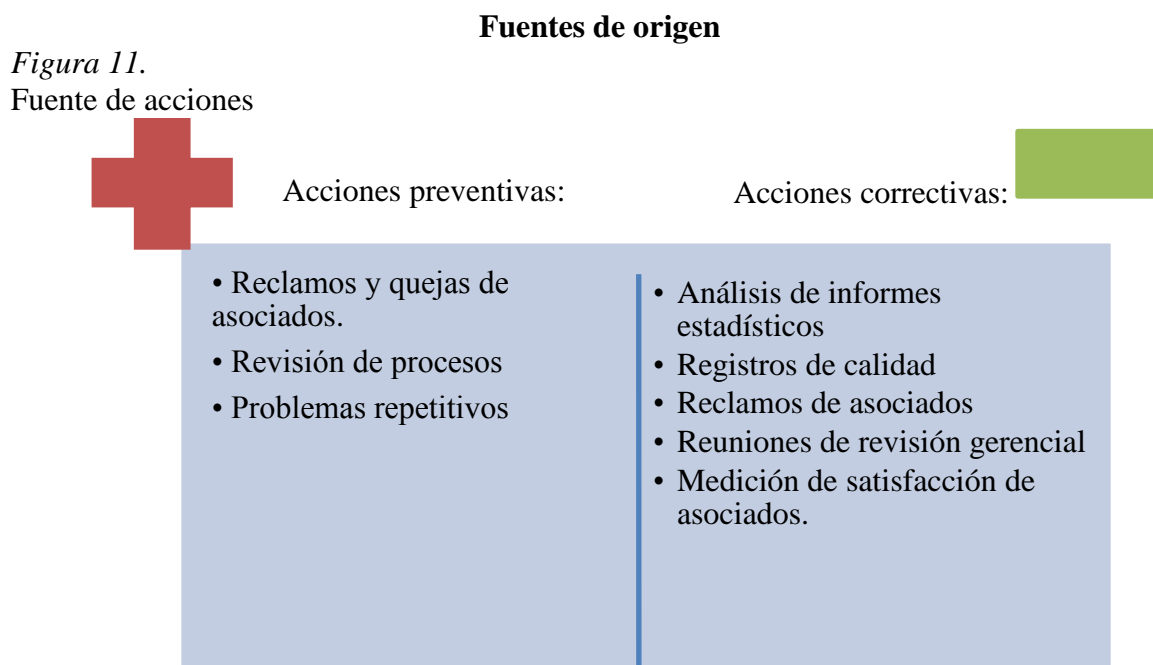 Fuentes de origen
Figura 11.
Fuente de acciones
Acciones preventivas:
• Reclamos y quejas de
asociados.
• Revisión de procesos
• Problemas repetitivos
Acciones correctivas:
• Análisis de informes
estadísticos
• Registros de calidad
• Reclamos de asociados
• Reuniones de revisión gerencial
• Medición de satisfacción de
asociados.